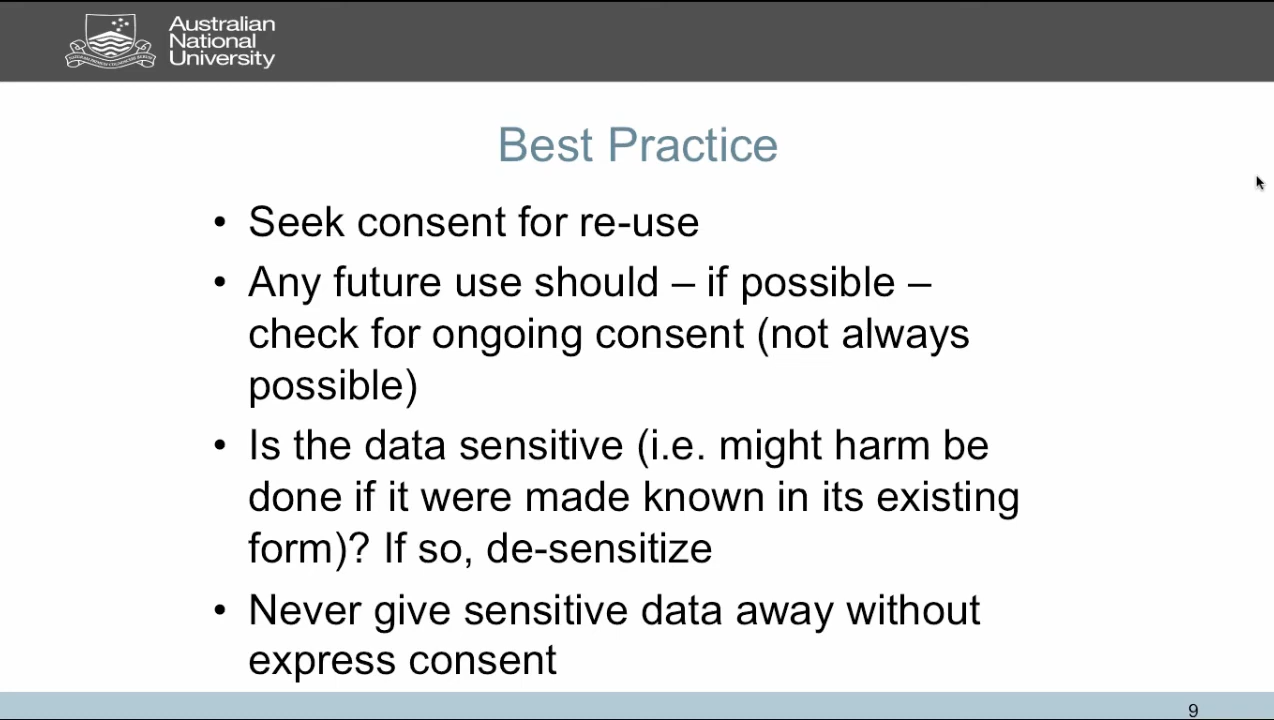 Australian
National
University
Best Practice
• Seek consent for re-use
• Any future use should – if possible –
check for ongoing consent (not always
possible)
• Is the data sensitive (i.e. might harm be
done if it were made known in its existing
form)? If so, de-sensitize
• Never give sensitive data away without
express consent
9